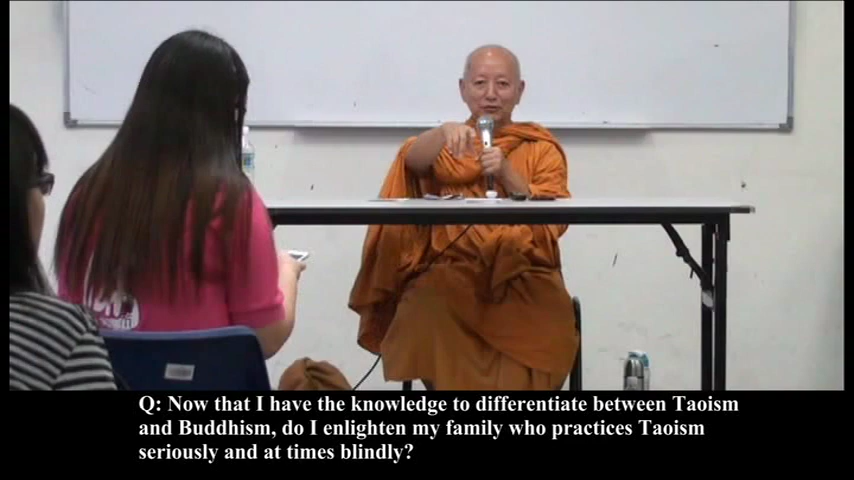 Q: Now that I have the knowledge to differentiate between Taoism
and Buddhism, do I enlighten my family who practices Taoism
seriously and at times blindly?